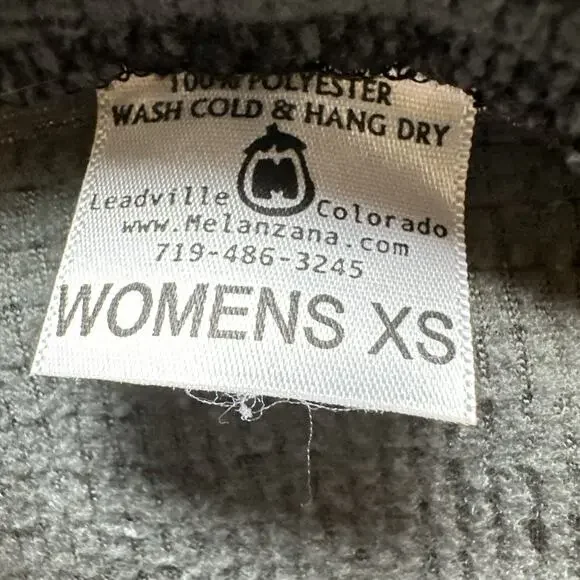 100% POLYESTER
WASH COLD & HANG DRY
M
Leadville Colorado
www.Melanzana.com
719-486-3245
WOMENS XS